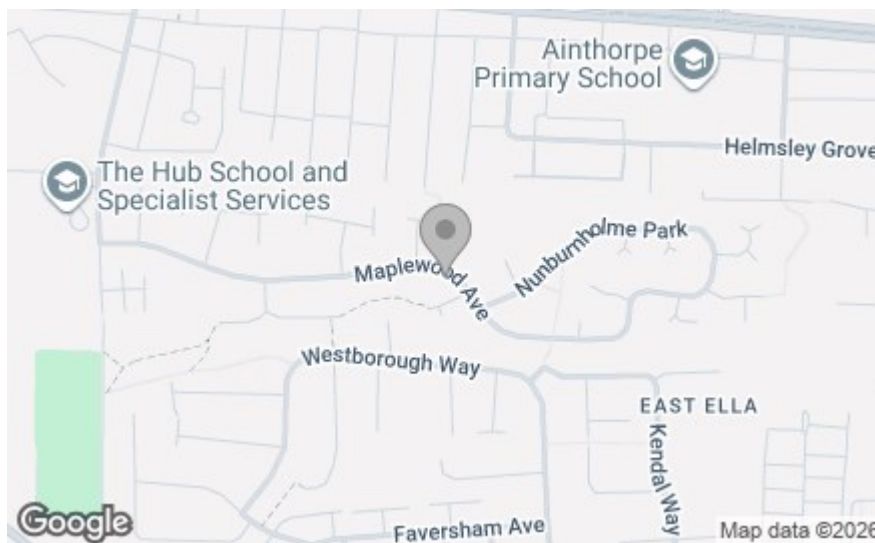 Ainthorpe
Primary School
Helmsley Grove
The Hub School and
Specialist Services
Nunburnholme Park
Maplewood Ave
Westborough Way
EAST ELLA
Kendal Way
Faversham Ave
Google
Map data ©2026